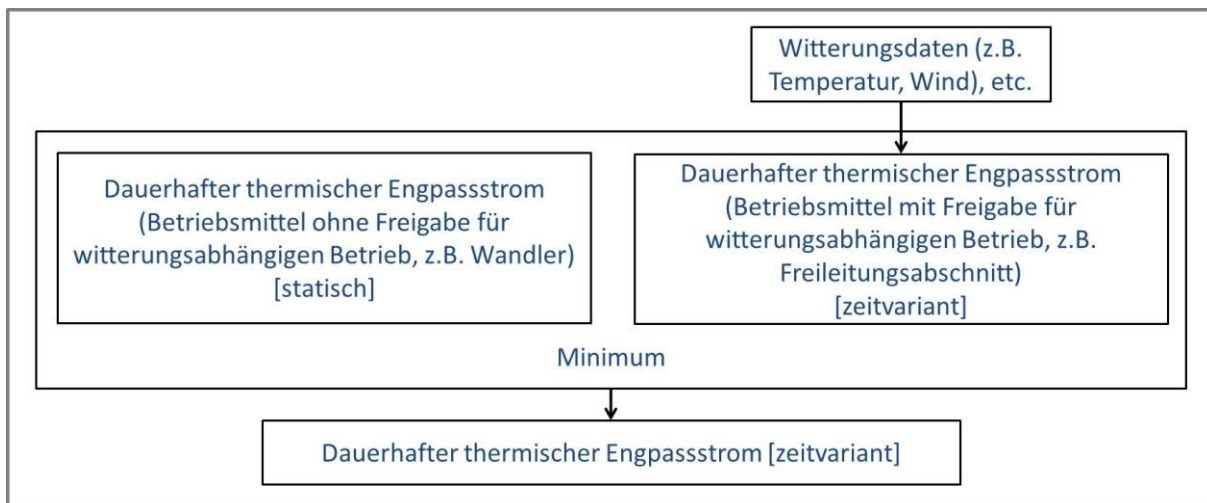 Witterungsdaten (z.B.
Temperatur, Wind), etc.
Dauerhafter thermischer Engpassstrom
(Betriebsmittel ohne Freigabe für
witterungsabhängigen Betrieb, z.B. Wandler)
[statisch]
Dauerhafter thermischer Engpassstrom
(Betriebsmittel mit Freigabe für
witterungsabhängigen Betrieb, z.B.
Freileitungsabschnitt)
[zeitvariant]
Minimum
Dauerhafter thermischer Engpassstrom [zeitvariant]